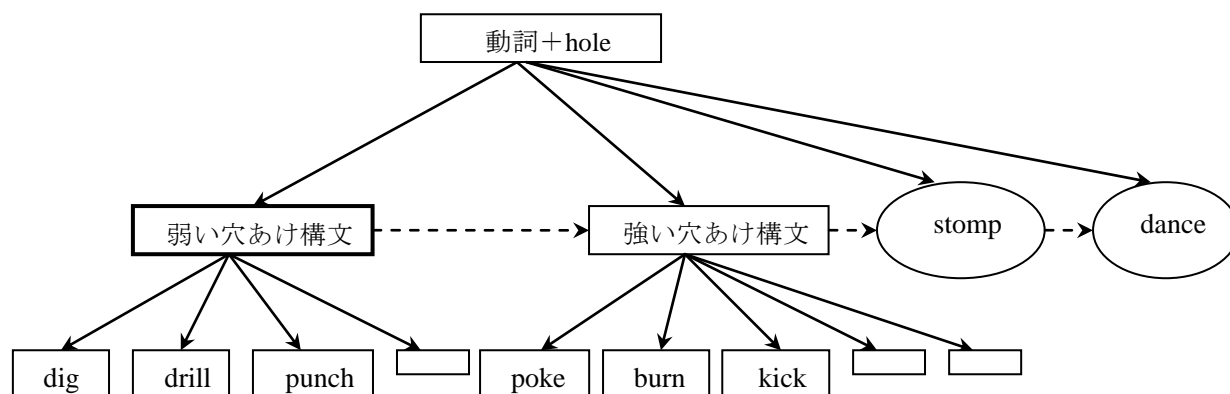 動詞＋hole
弱い穴あけ構文
強い穴あけ構文
stomp
dance
dig
drill
punch
poke
burn
kick